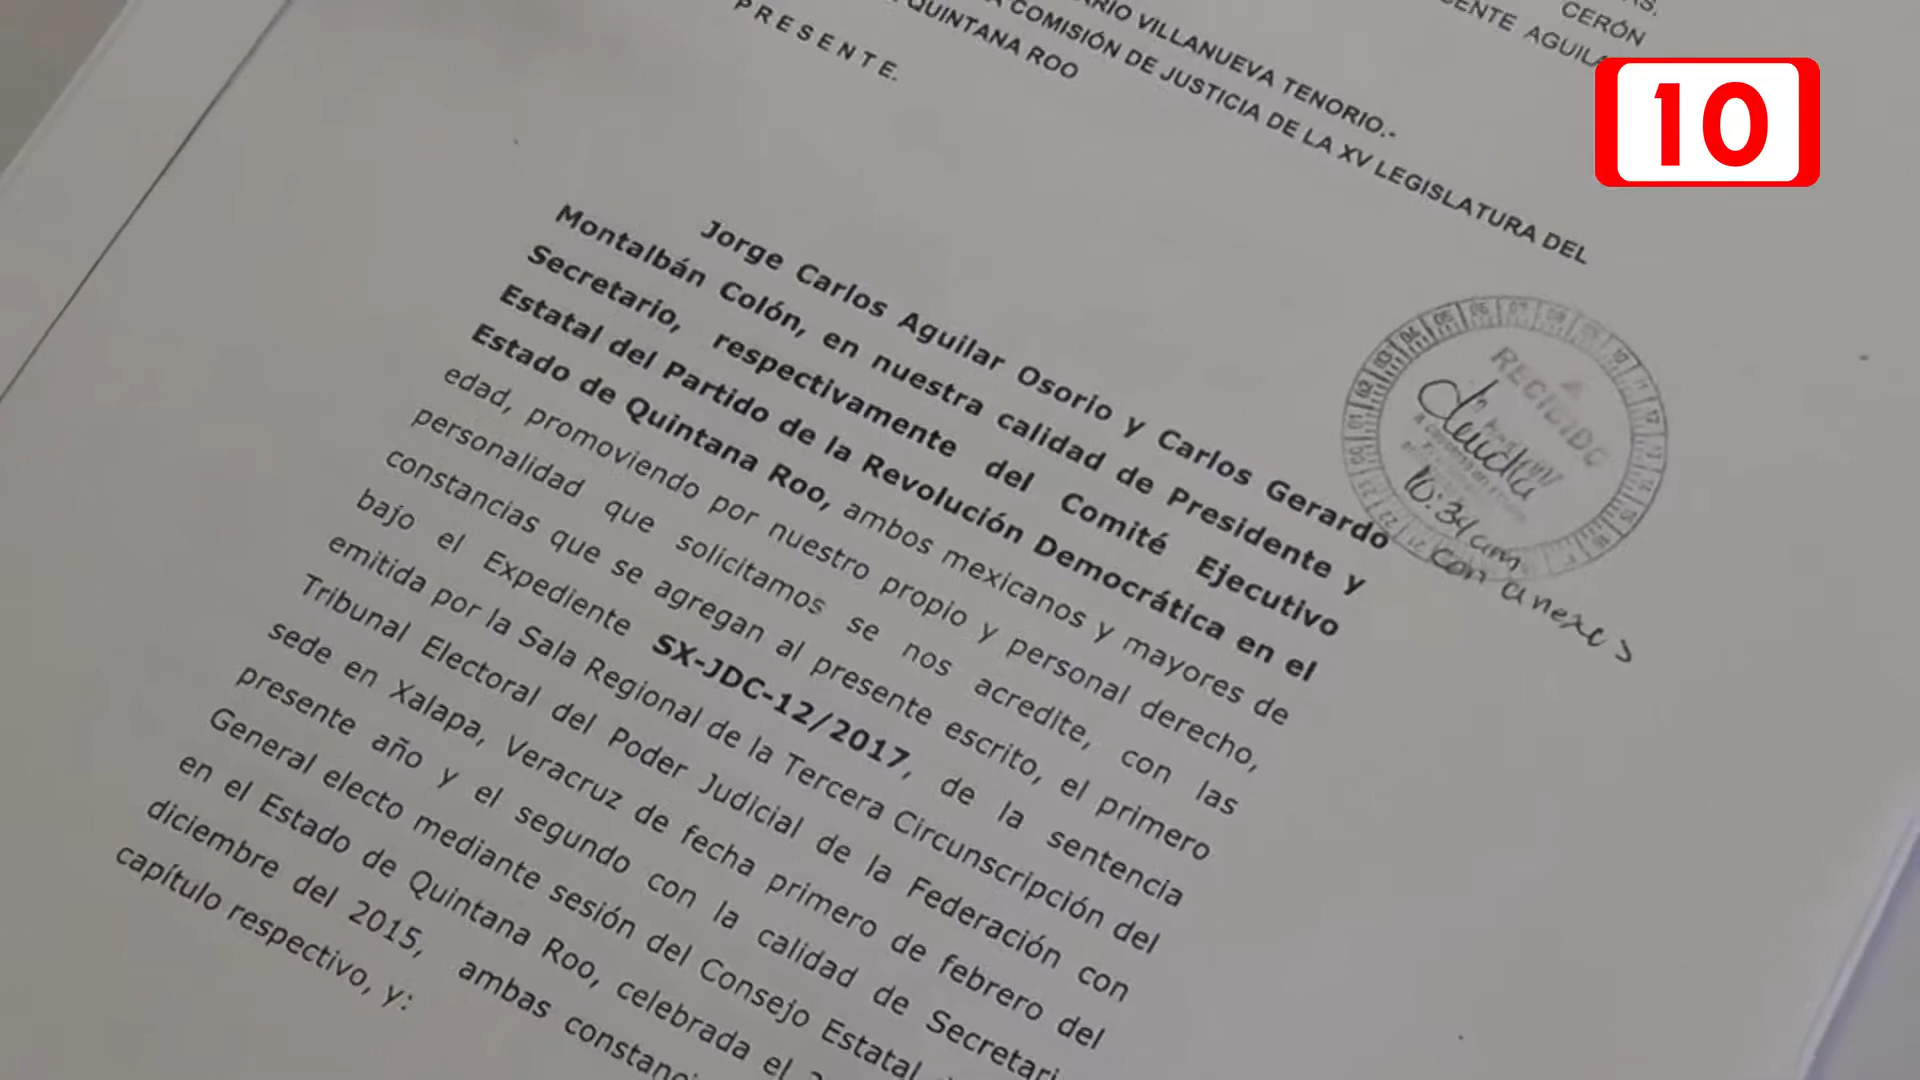 CERÓN
ENTE AGUILA
10
ARIO VILLANUEVA TENORIO.-
COMISIÓN DE JUSTICIA DE LA XV LEGISLATURA DEL
QUINTANA ROO
PRESENTE.
Jorge Carlos Aguilar Osorio y Carlos Gerardo
Montalbán Colón, en nuestra calidad de Presidente y
Secretario, respectivamente del Comité Ejecutivo
Estatal del Partido de la Revolución Democrática en el
Estado de Quintana Roo, ambos mexicanos y mayores de
edad, promoviendo por nuestro propio y personal derecho,
personalidad que solicitamos se nos acredite, con las
constancias que se agregan al presente escrito, el primero
bajo el Expediente SX-JDC-12/2017, de la sentencia
emitida por la Sala Regional de la Tercera Circunscripción del
Tribunal Electoral del Poder Judicial de la Federación con
sede en Xalapa, Veracruz de fecha primero de febrero del
presente año y el segundo con la calidad de Secretari
General electo mediante sesión del Consejo Estatal
en el Estado de Quintana Roo, celebrada el
diciembre del 2015, ambas constanci
capítulo respectivo, y:
RECIBIDO
10:34 am
con anexos